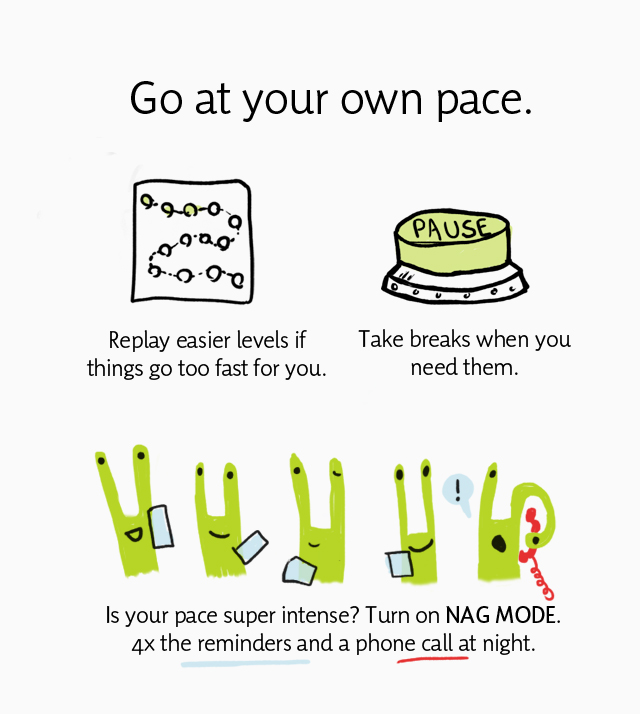 Go at your own pace.
PAUSE
Replay easier levels if
things go too fast for you.
Take breaks when you
need them.
!
Is your pace super intense? Turn on NAG MODE.
4x the reminders and a phone call at night.